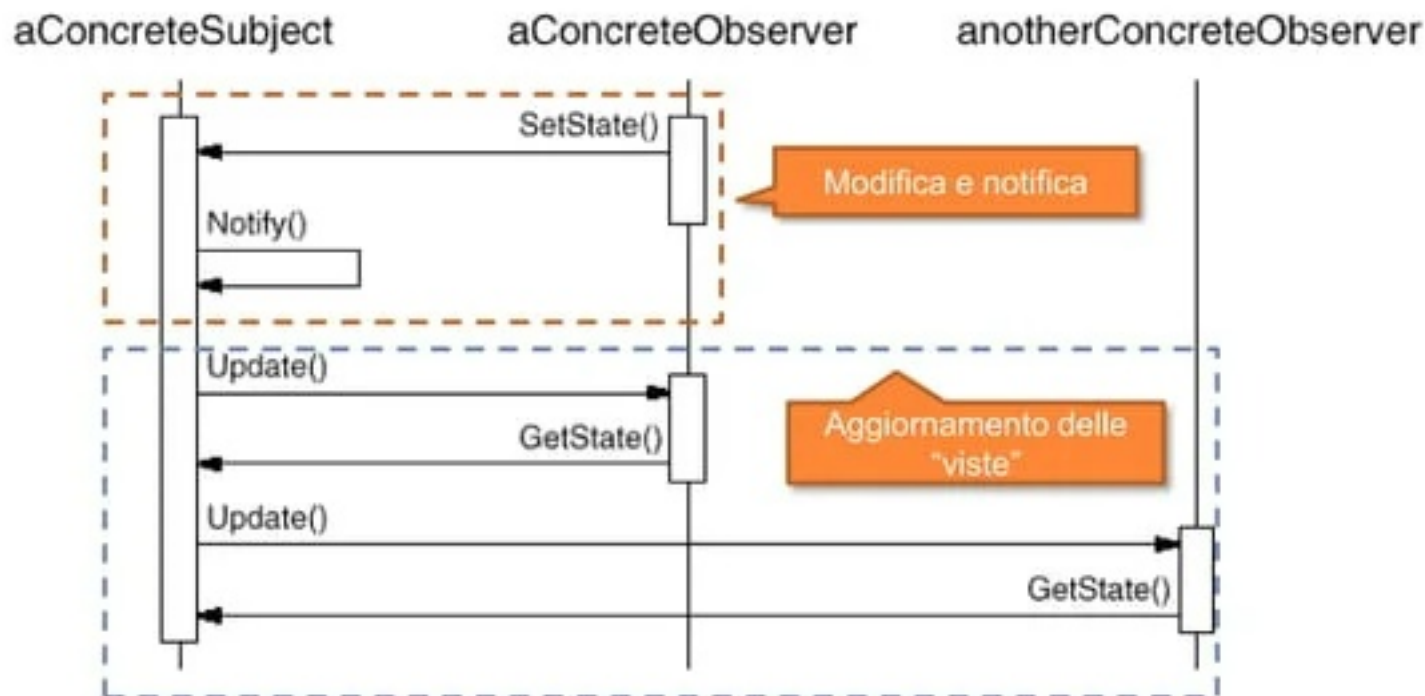 aConcreteSubject
aConcreteObserver
anotherConcreteObserver
SetState()
Modifica e notifica
Notify()
Update()
Aggiornamento delle
"viste"
GetState()
Update()
GetState()